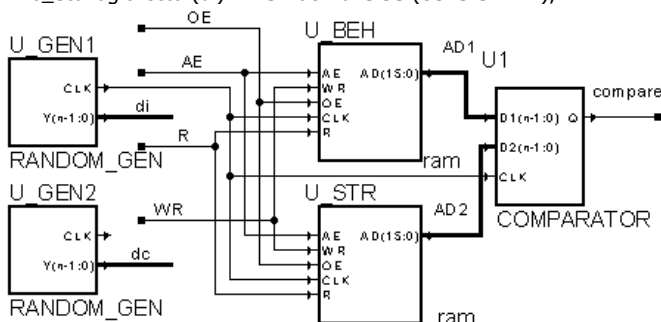 OE
U_GEN1
U_BEH
AD1
U1
AE
CLK
di
Y(n-1:0)
AE
WR
OE
CLK
R
AD(15:0)
compare
D1(n-1:0)
Q
D2(n-1:0)
CLK
R
RANDOM_GEN
ram
U_GEN2
U_STR
AD2
COMPARATOR
WR
CLK
dc
Y(n-1:0)
AE
WR
OE
CLK
R
AD(15:0)
RANDOM_GEN
ram